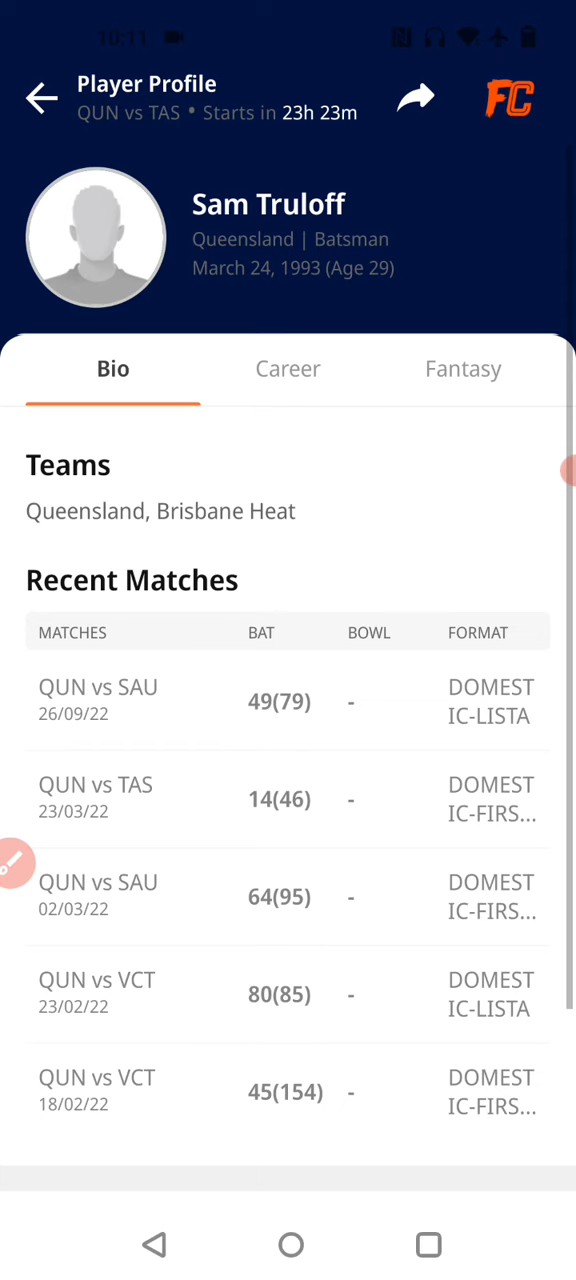 10:11
Player Profile
QUN vs TAS • Starts in 23h 23m
FC
Sam Truloff
Queensland | Batsman
March 24, 1993 (Age 29)
Bio Career Fantasy
Teams
Queensland, Brisbane Heat
Recent Matches
MATCHES BAT BOWL FORMAT
QUN vs SAU 49(79) - DOMEST
26/09/22 IC-LISTA
QUN vs TAS 14(46) - DOMEST
23/03/22 IC-FIRS...
QUN vs SAU 64(95) - DOMEST
02/03/22 IC-FIRS...
QUN vs VCT 80(85) - DOMEST
23/02/22 IC-LISTA
QUN vs VCT 45(154) - DOMEST
18/02/22 IC-FIRS...